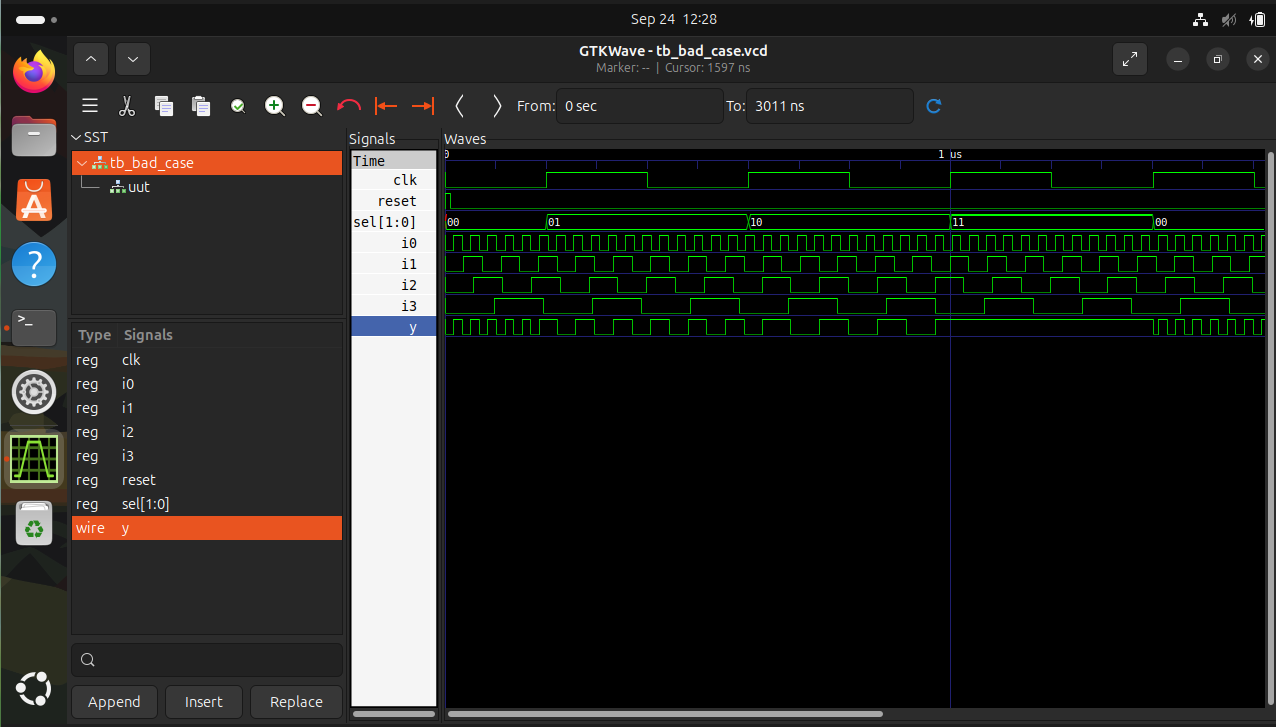 Sep 24 12:28
GTKWave - tb_bad_case.vcd
Marker: -- | Cursor: 1597 ns
From: 0 sec To: 3011 ns
SST
tb_bad_case
uut
Type Signals
reg clk
reg i0
reg i1
reg i2
reg i3
reg reset
reg sel[1:0]
wire y
Append Insert Replace
Signals
Time
clk
reset
sel[1:0]
i0
i1
i2
i3
y
Waves
0 1 us
00 01 10 11 00